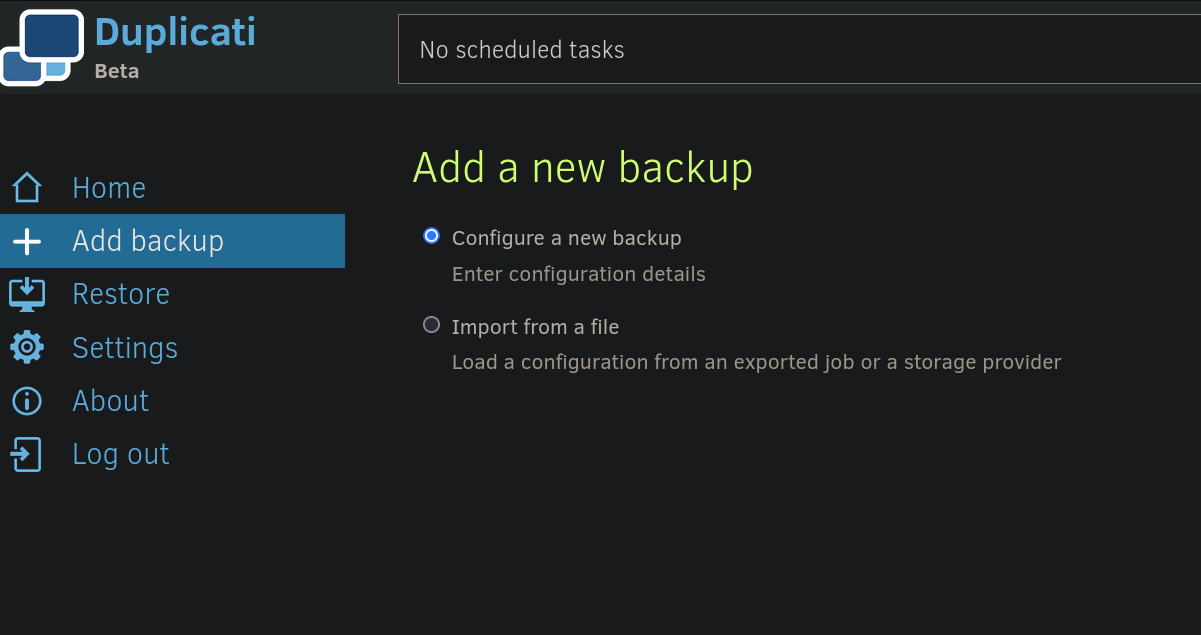 Duplicati
Beta
No scheduled tasks
Home
Add backup
Restore
Settings
About
Log out
Add a new backup
Configure a new backup
Enter configuration details
Import from a file
Load a configuration from an exported job or a storage provider